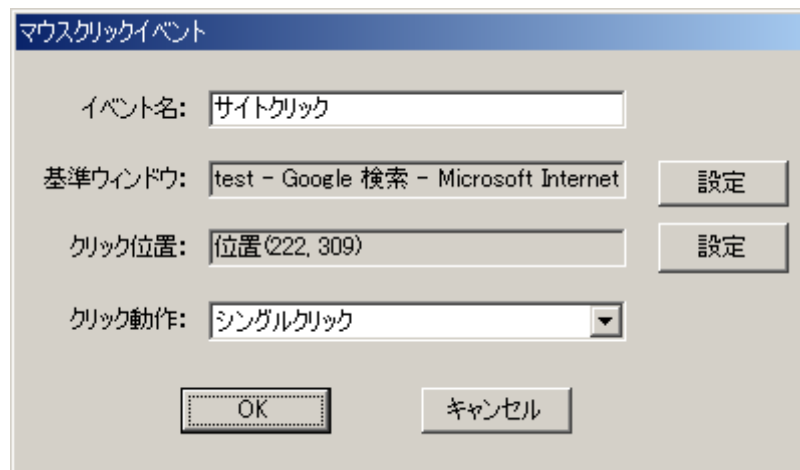 マウスクリックイベント
イベント名: サイトクリック
基準ウィンドウ: test - Google 検索 - Microsoft Internet 設定
クリック位置: 位置(222, 309) 設定
クリック動作: シングルクリック
OK キャンセル